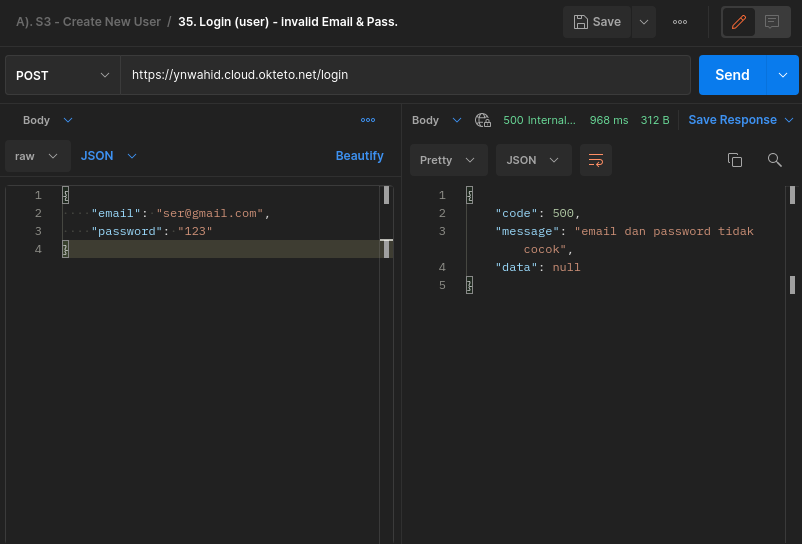 A). S3 - Create New User / 35. Login (user) - invalid Email & Pass.
Save
POST
https://ynwahid.cloud.okteto.net/login
Send
Body
raw
JSON
Beautify
1 {
2 "email": "ser@gmail.com",
3 "password": "123"
4 }
Body
500 Internal...
968 ms
312 B
Save Response
Pretty
JSON
1 {
2 "code": 500,
3 "message": "email dan password tidak
cocok",
4 "data": null
5 }